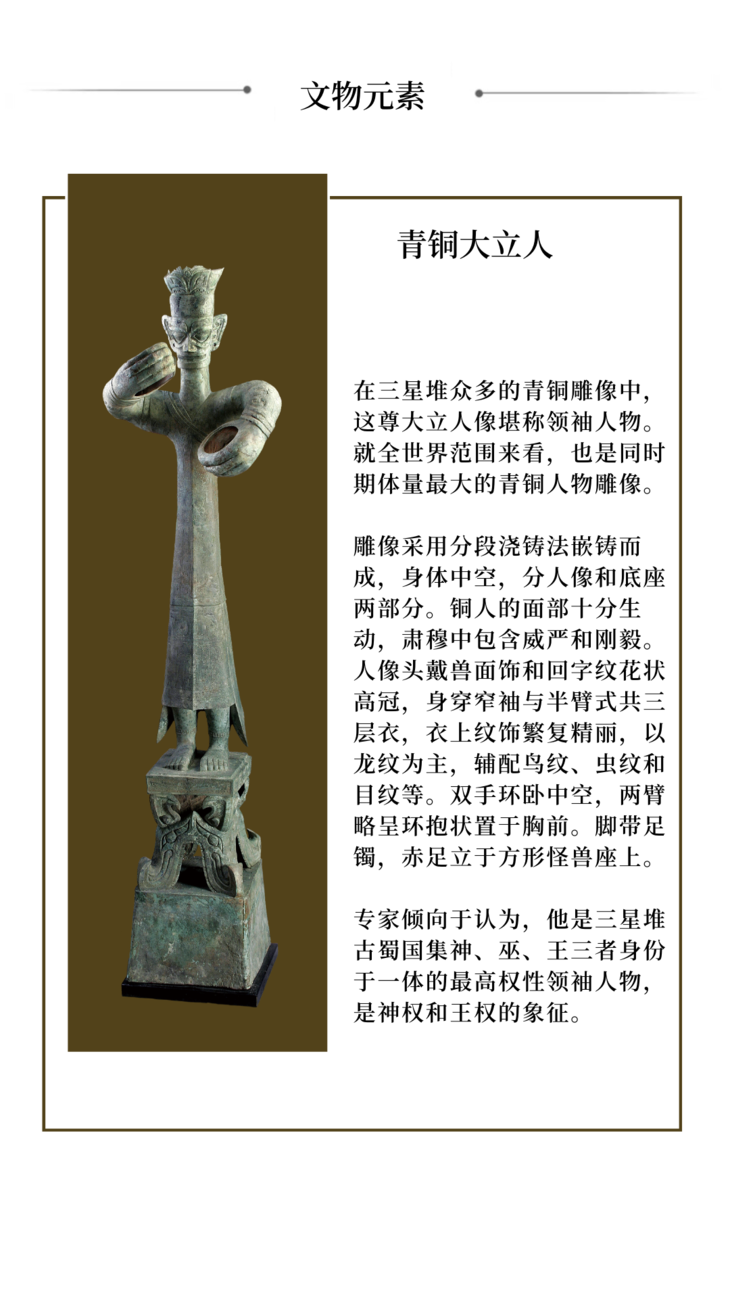 文物元素
青铜大立人
在三星堆众多的青铜雕像中，
这尊大立人像堪称领袖人物。
就全世界范围来看，也是同时
期体量最大的青铜人物雕像。
雕像采用分段浇铸法嵌铸而
成，身体中空，分人像和底座
两部分。铜人的面部十分生
动，肃穆中包含威严和刚毅。
人像头戴兽面饰和回字纹花状
高冠，身穿窄袖与半臂式共三
层衣，衣上纹饰繁复精丽，以
龙纹为主，辅配鸟纹、虫纹和
目纹等。双手环卧中空，两臂
略呈环抱状置于胸前。脚带足
镯，赤足立于方形怪兽座上。
专家倾向于认为，他是三星堆
古蜀国集神、巫、王三者身份
于一体的最高权性领袖人物，
是神权和王权的象征。